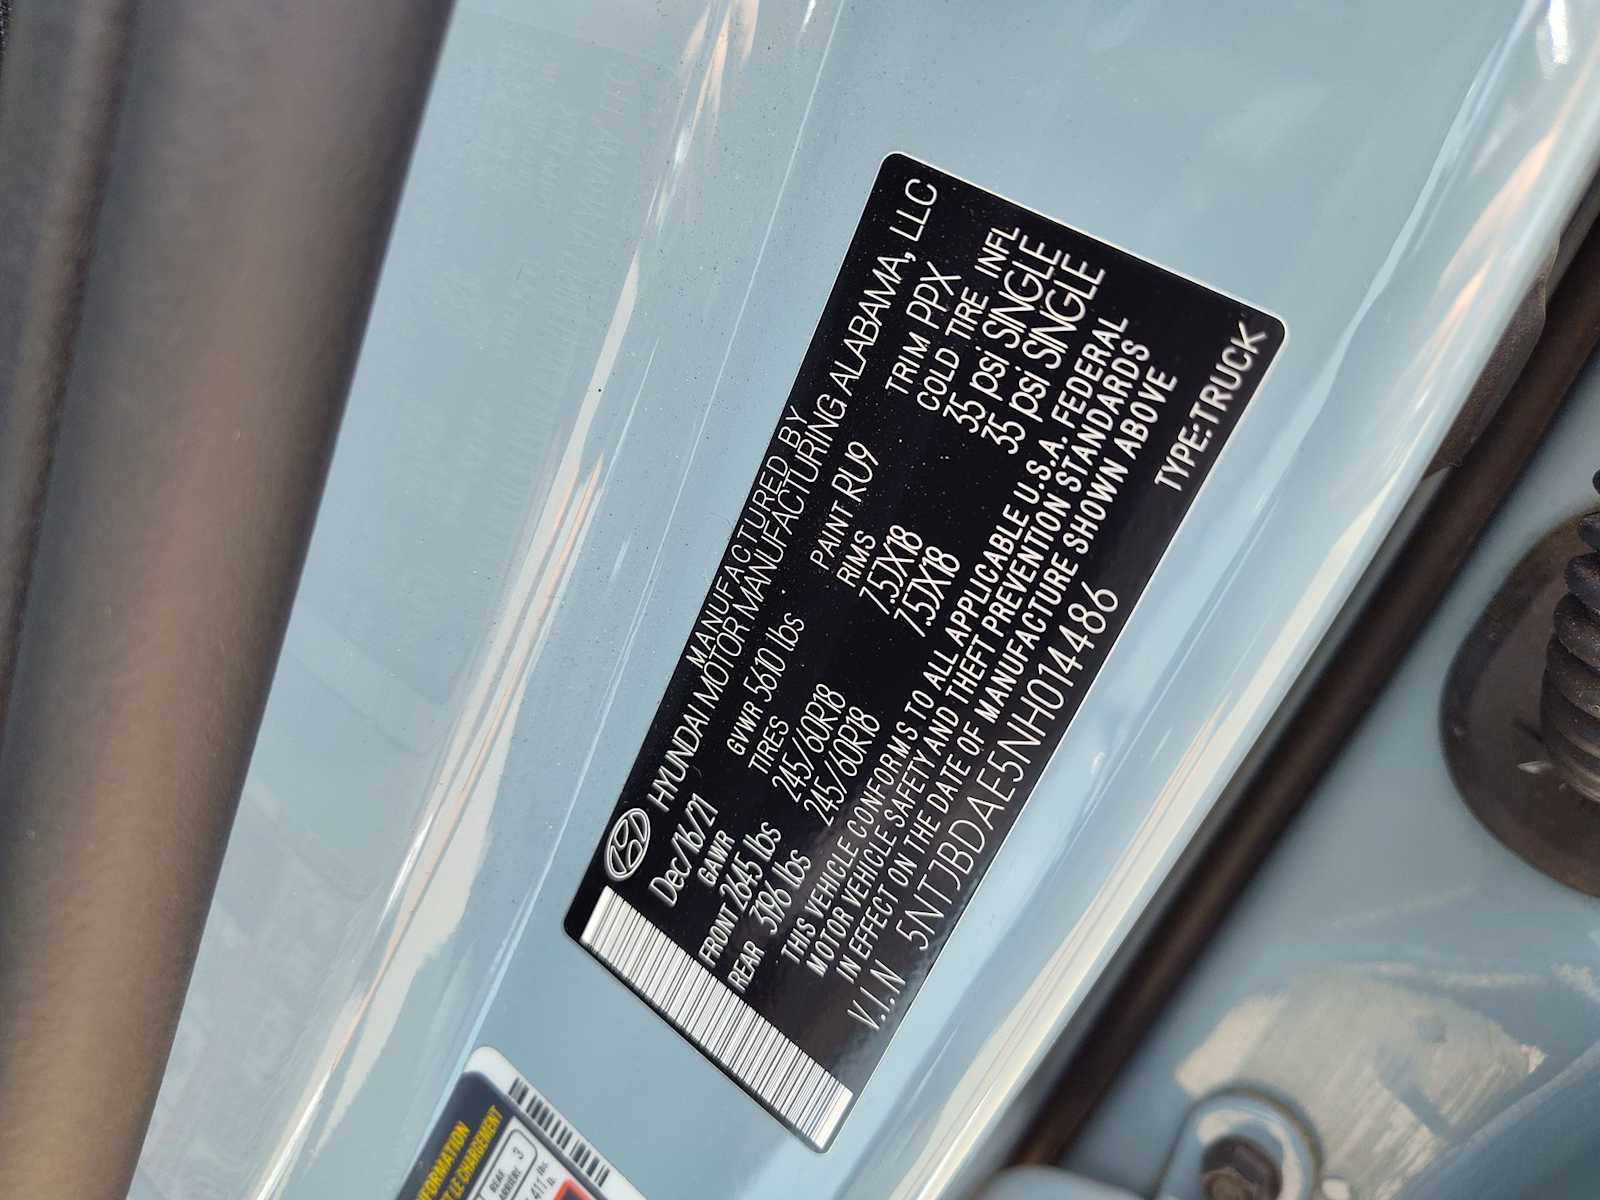 MANUFACTURED BY
HYUNDAI MOTOR MANUFACTURING ALABAMA, LLC
Dec/16/21 GVWR 5610 lbs PAINT RU9 TRIM PPX
GAWR TIRES RIMS COLD TIRE INFL
FRONT 2645 lbs 245/60R18 7.5JX18 35 psi SINGLE
REAR 3196 lbs 245/60R18 7.5JX18 35 psi SINGLE
THIS VEHICLE CONFORMS TO ALL APPLICABLE U.S.A. FEDERAL
MOTOR VEHICLE SAFETY AND THEFT PREVENTION STANDARDS
IN EFFECT ON THE DATE OF MANUFACTURE SHOWN ABOVE
V.I.N 5NTJBDAE5NH014486 TYPE:TRUCK
T LE CHARGEMENT
3